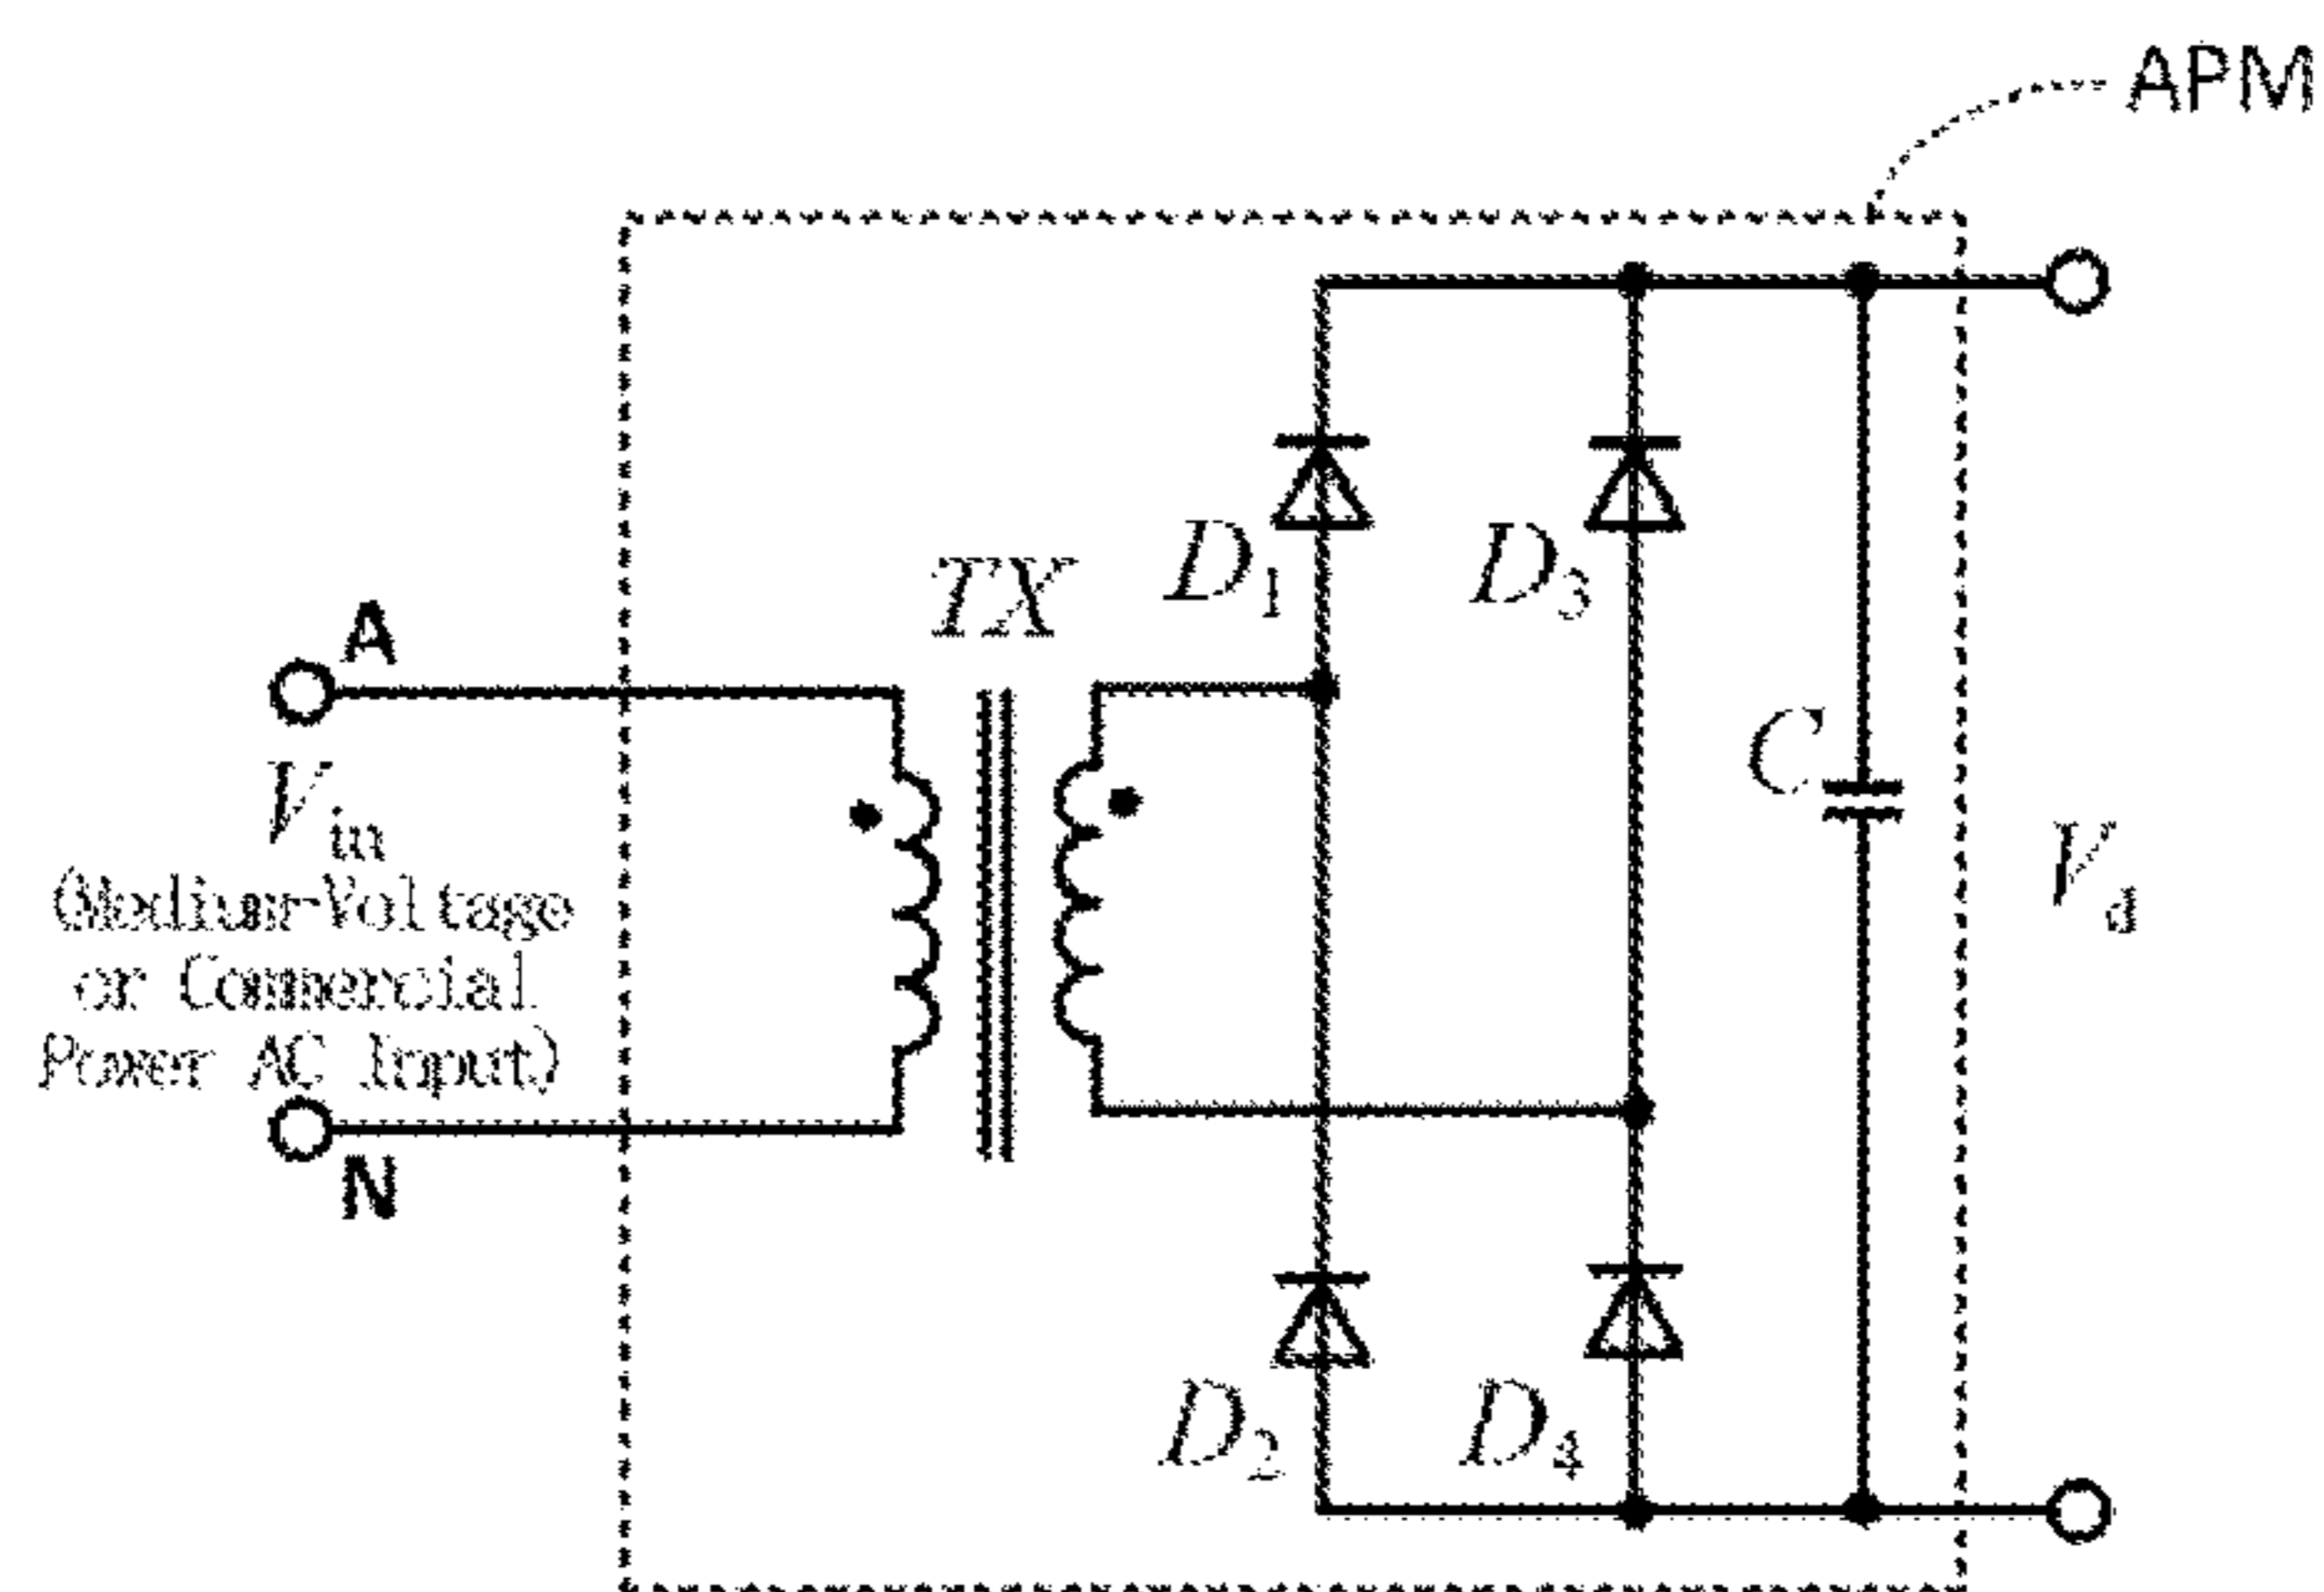 APM
TX
D1
D3
A
Vin
(Medium-Voltage
or Commercial
Power AC Input)
N
C
Vd
D2
D4